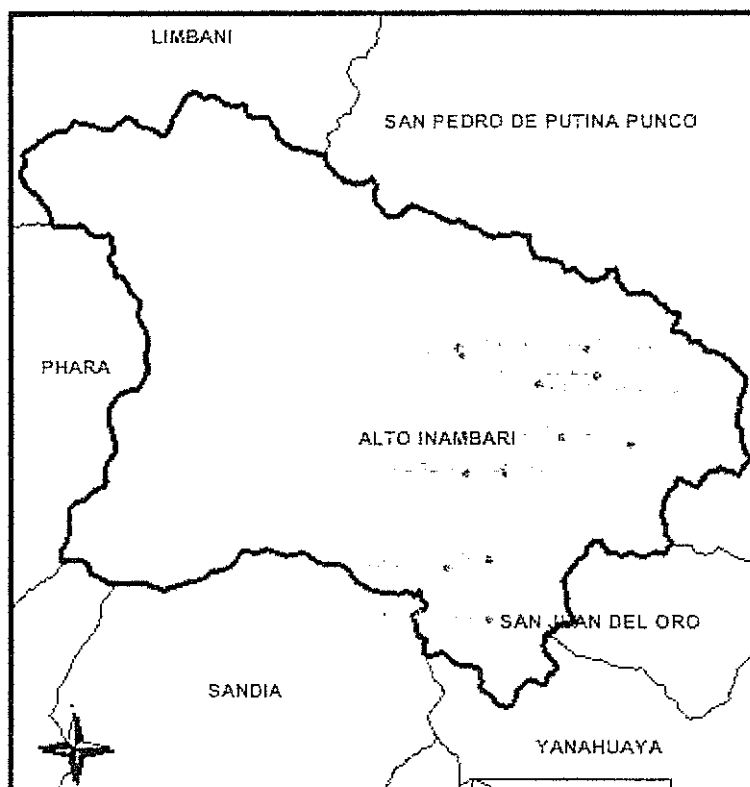 LIMBANI
SAN PEDRO DE PUTINA PUNCO
PHARA
ALTO INAMBARI
SAN JUAN DEL ORO
SANDIA
YANAHUAYA